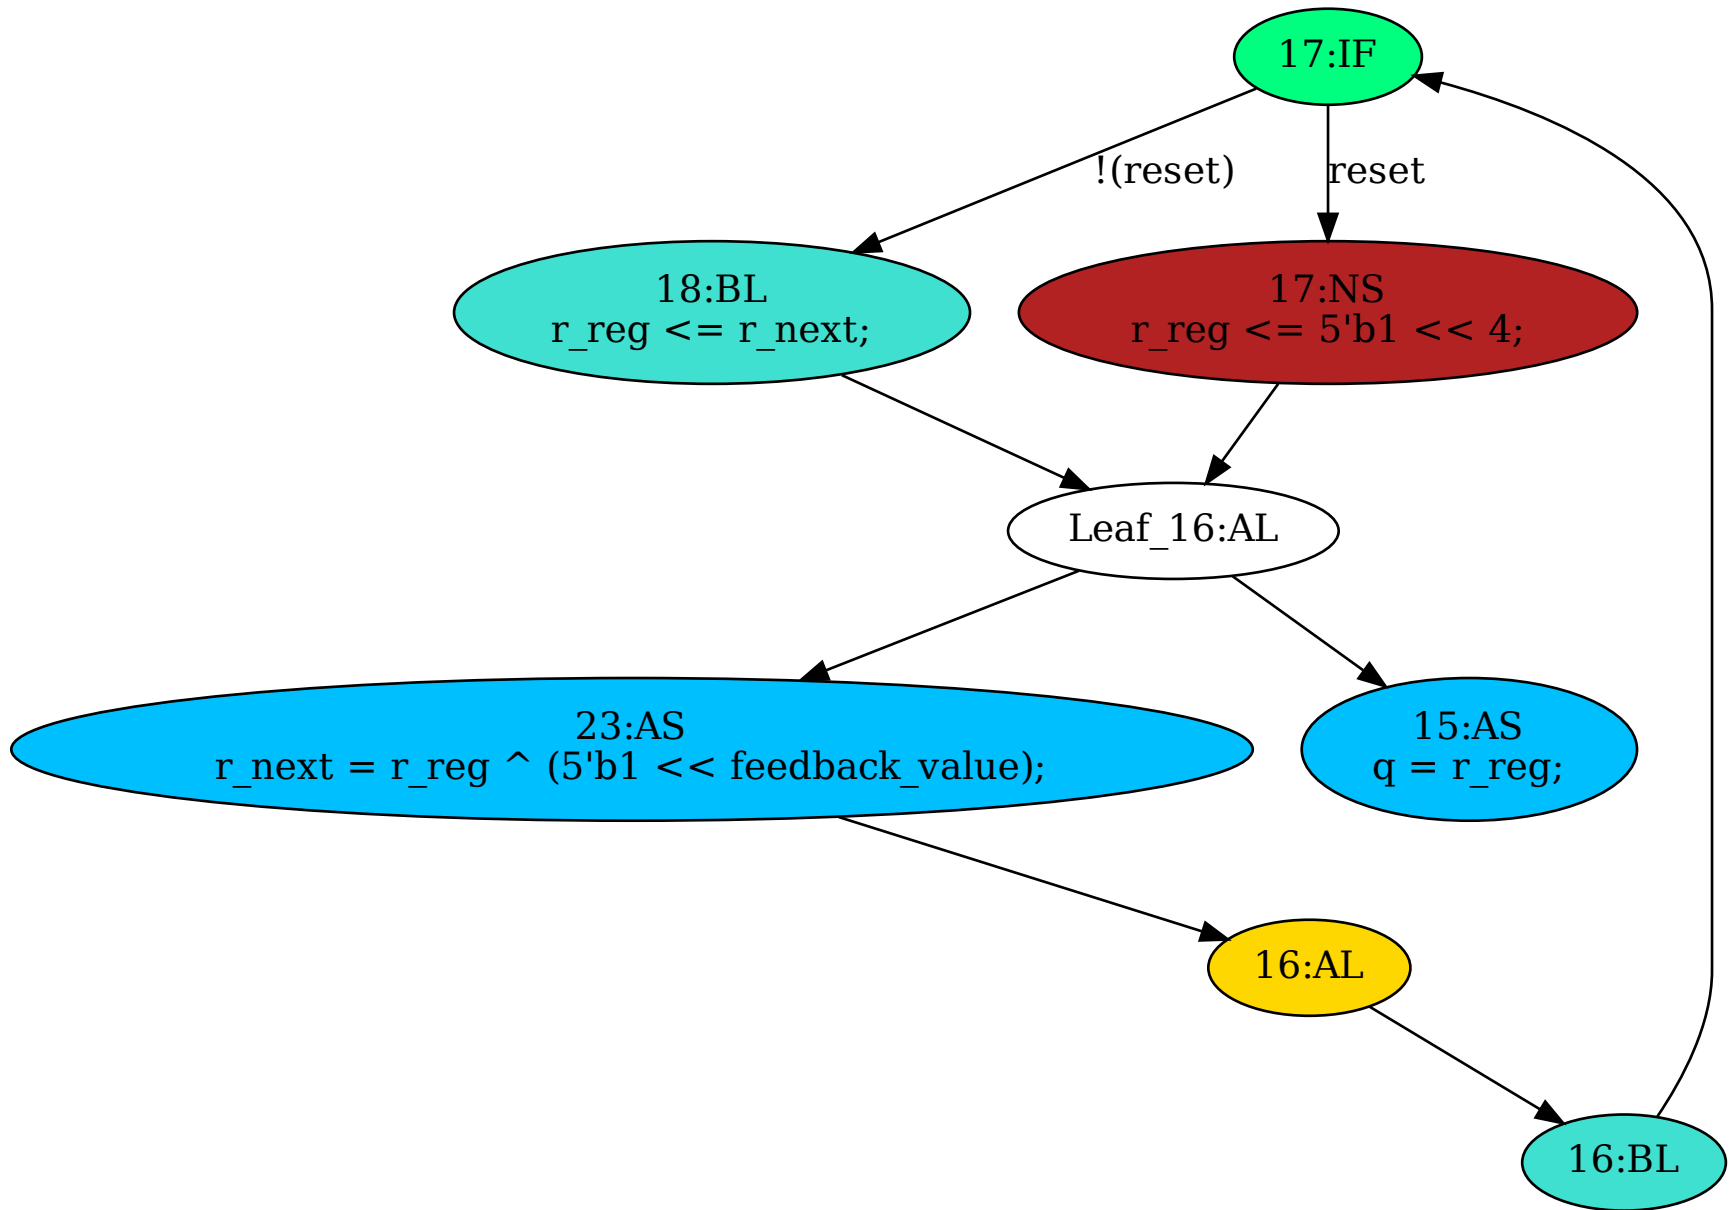 17:IF
!(reset)
reset
18:BL
r_reg <= r_next;
17:NS
r_reg <= 5'b1 << 4;
Leaf_16:AL
23:AS
r_next = r_reg ^ (5'b1 << feedback_value);
15:AS
q = r_reg;
16:AL
16:BL